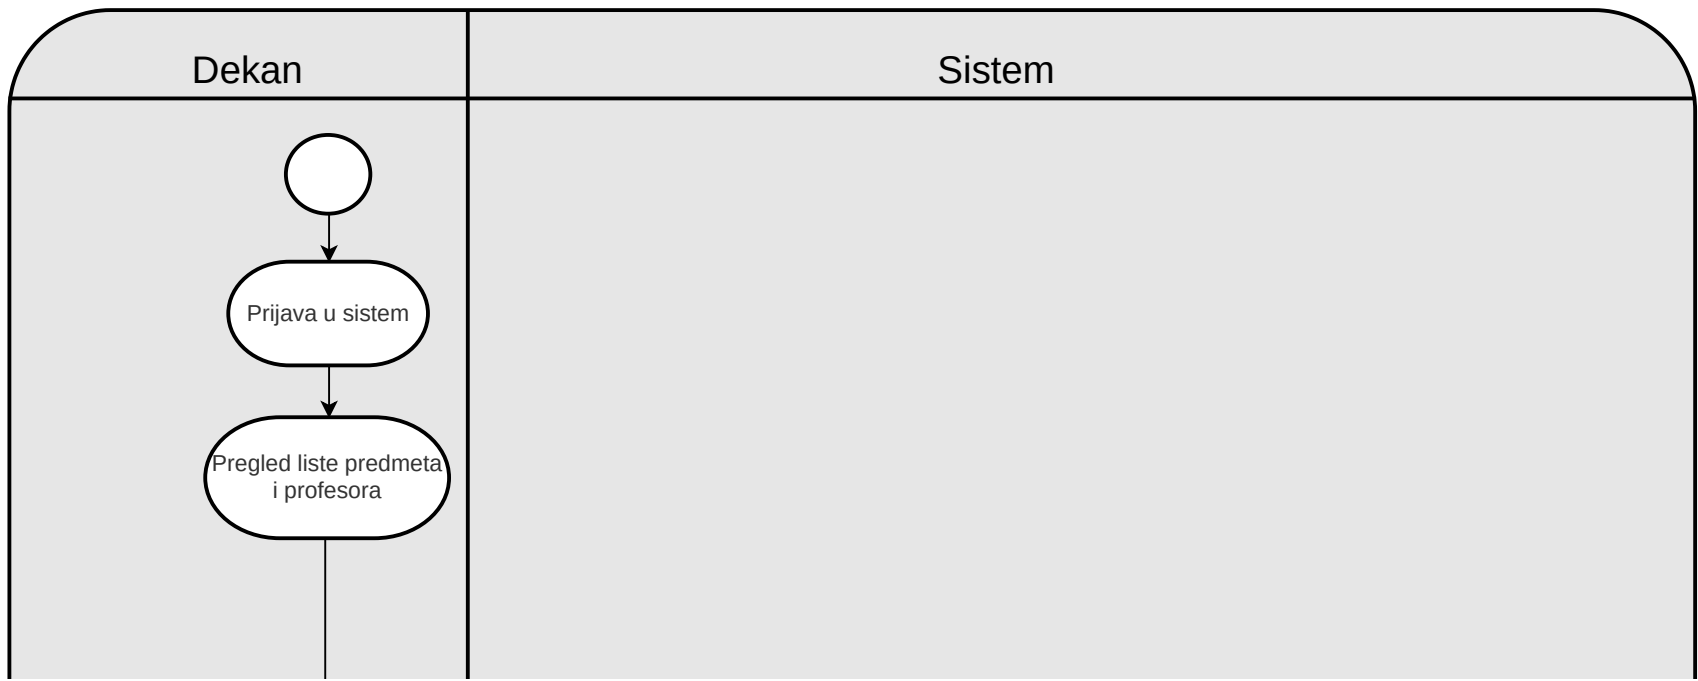 Dekan
Sistem
Prijava u sistem
Pregled liste predmeta
i profesora